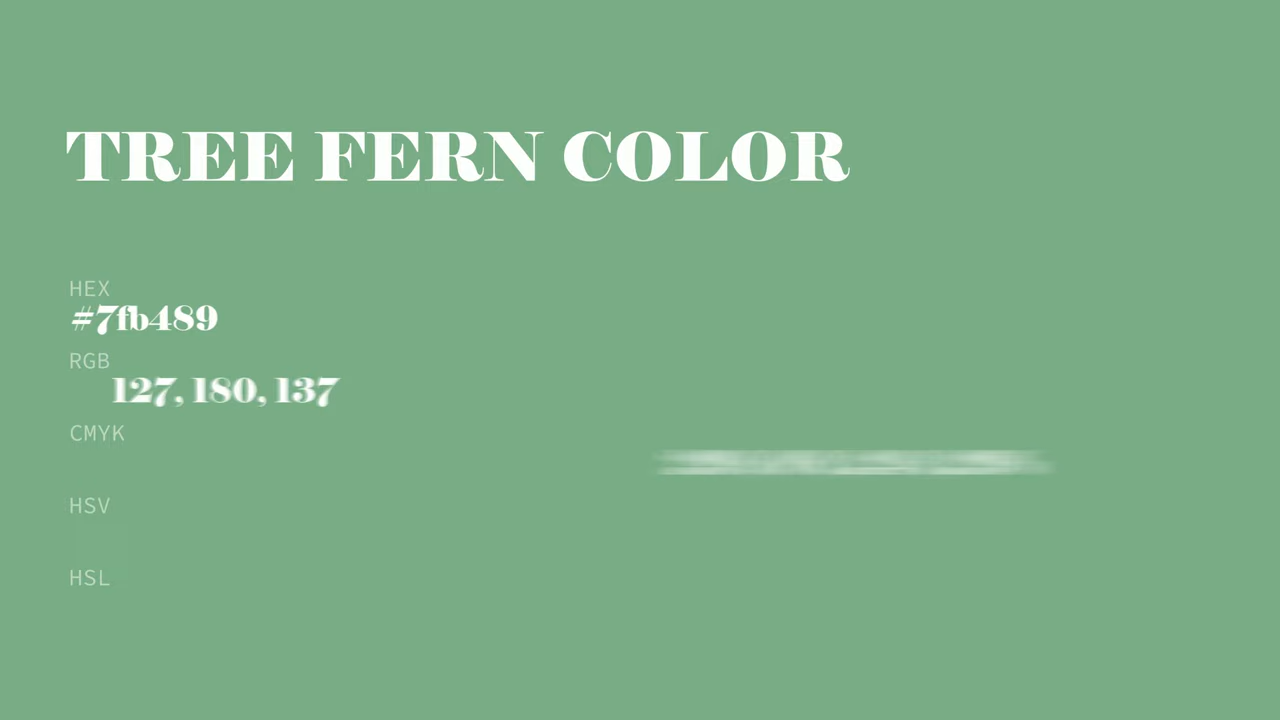 TREE FERN COLOR
HEX
#7fb489
RGB
127, 180, 137
CMYK
HSV
HSL